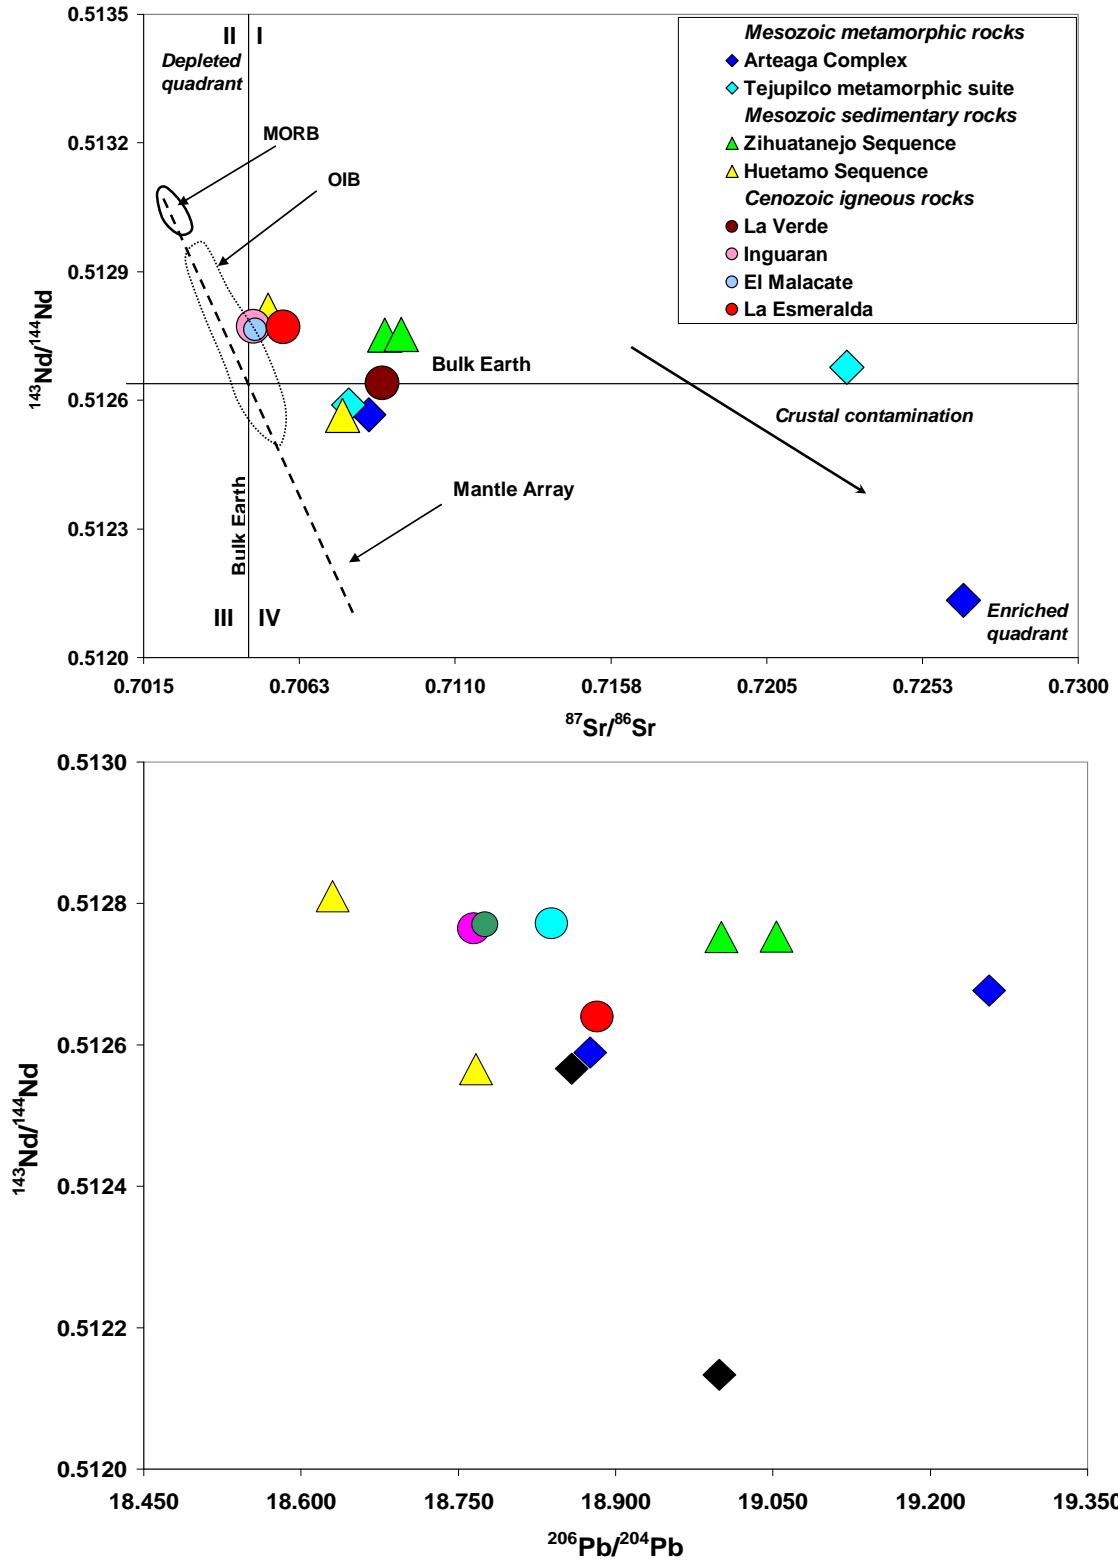 0.5135
II I
Depleted
quadrant
Mesozoic metamorphic rocks
Arteaga Complex
Tejupilco metamorphic suite
Mesozoic sedimentary rocks
Zihuatanejo Sequence
Huetamo Sequence
Cenozoic igneous rocks
La Verde
Inguaran
El Malacate
La Esmeralda
0.5132
MORB
OIB
0.5129
¹⁴³Nd/¹⁴⁴Nd
Bulk Earth
0.5126
Crustal contamination
Mantle Array
Bulk Earth
0.5123
III IV
Enriched
quadrant
0.5120
0.7015 0.7063 0.7110 0.7158 0.7205 0.7253 0.7300
⁸⁷Sr/⁸⁶Sr
0.5130
0.5128
0.5126
¹⁴³Nd/¹⁴⁴Nd
0.5124
0.5122
0.5120
18.450 18.600 18.750 18.900 19.050 19.200 19.350
²⁰⁶Pb/²⁰⁴Pb